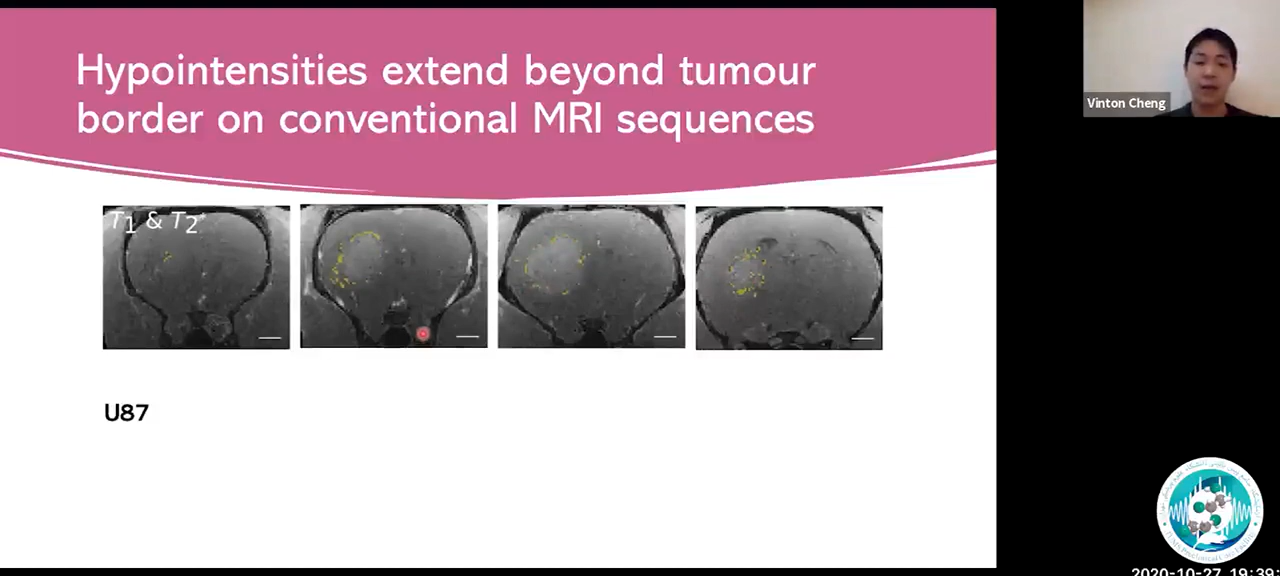 Hypointensities extend beyond tumour
border on conventional MRI sequences
Vinton Cheng
T1 & T2*
U87
2020-10-27 19:39: